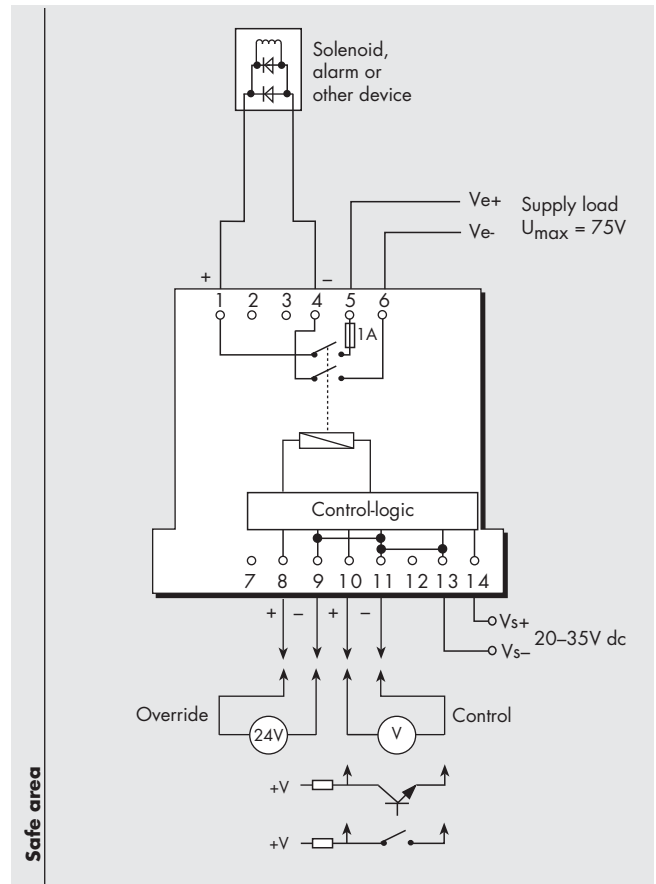 Solenoid,
alarm or
other device
Ve+
Supply load
Ve-
Umax = 75V
+ –
1 2 3 4 5 6
1A
Control-logic
7 8 9 10 11 12 13 14
+ – + –
Vs+
20–35V dc
Vs–
Override
24V
V
Control
+V
+V
Safe area